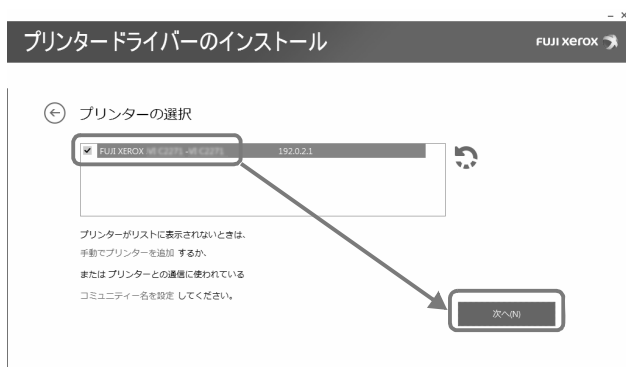 プリンタードライバーのインストール
FUJI xerox
プリンターの選択
FUJI XEROX 192.0.2.1
プリンターがリストに表示されないときは、
手動でプリンターを追加 するか、
または プリンターとの通信に使われている
コミュニティー名を設定 してください。
次へ(N)